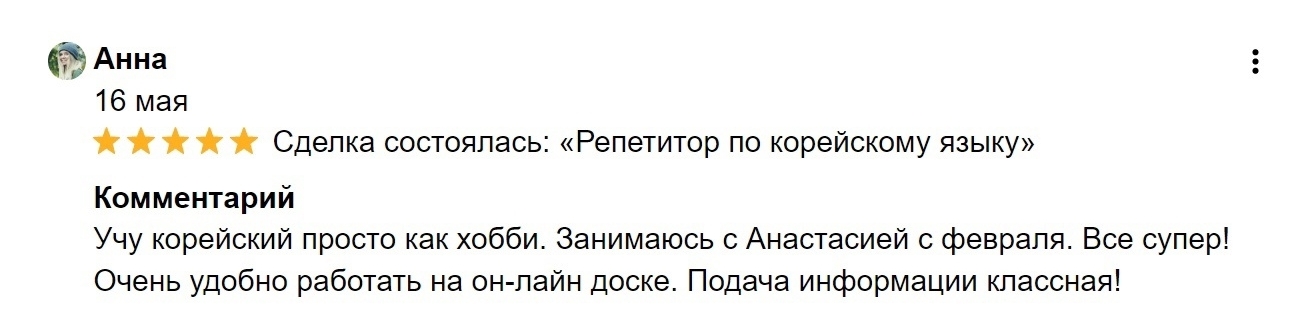 Анна
16 мая
Сделка состоялась: «Репетитор по корейскому языку»
Комментарий
Учу корейский просто как хобби. Занимаюсь с Анастасией с февраля. Все супер!
Очень удобно работать на он-лайн доске. Подача информации классная!